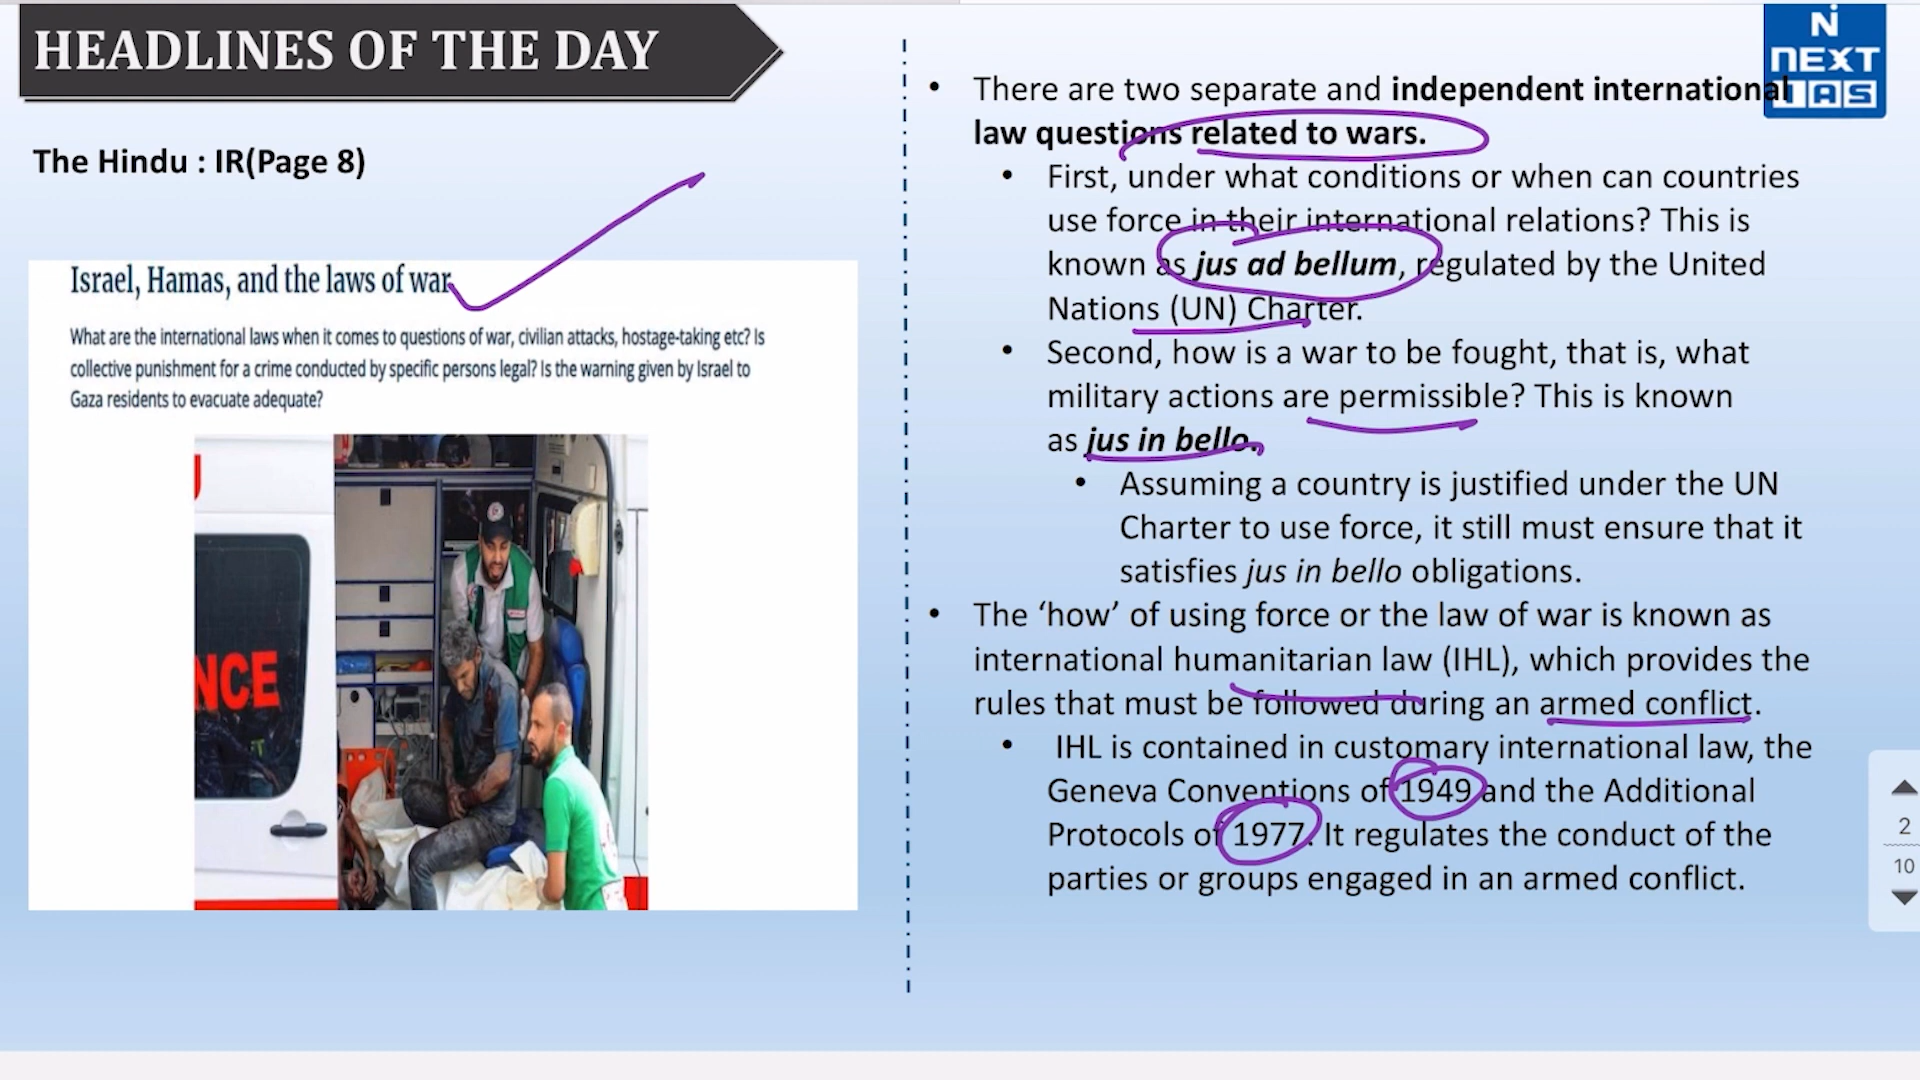 HEADLINES OF THE DAY
The Hindu : IR(Page 8)
Israel, Hamas, and the laws of war
What are the international laws when it comes to questions of war, civilian attacks, hostage-taking etc? Is
collective punishment for a crime conducted by specific persons legal? Is the warning given by Israel to
Gaza residents to evacuate adequate?
NCE
N
NEXT
IAS
• There are two separate and independent international
law questions related to wars.
• First, under what conditions or when can countries
use force in their international relations? This is
known as jus ad bellum, regulated by the United
Nations (UN) Charter.
• Second, how is a war to be fought, that is, what
military actions are permissible? This is known
as jus in bello.
• Assuming a country is justified under the UN
Charter to use force, it still must ensure that it
satisfies jus in bello obligations.
• The ‘how’ of using force or the law of war is known as
international humanitarian law (IHL), which provides the
rules that must be followed during an armed conflict.
• IHL is contained in customary international law, the
Geneva Conventions of 1949 and the Additional
Protocols of 1977. It regulates the conduct of the
parties or groups engaged in an armed conflict.
2
10